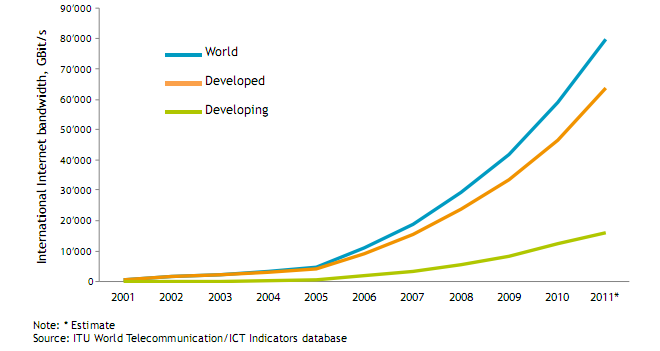 90'000
80'000
70'000
60'000
50'000
40'000
30'000
20'000
10'000
0
International Internet bandwidth, GBit/s
World
Developed
Developing
2001 2002 2003 2004 2005 2006 2007 2008 2009 2010 2011*
Note: * Estimate
Source: ITU World Telecommunication/ICT Indicators database